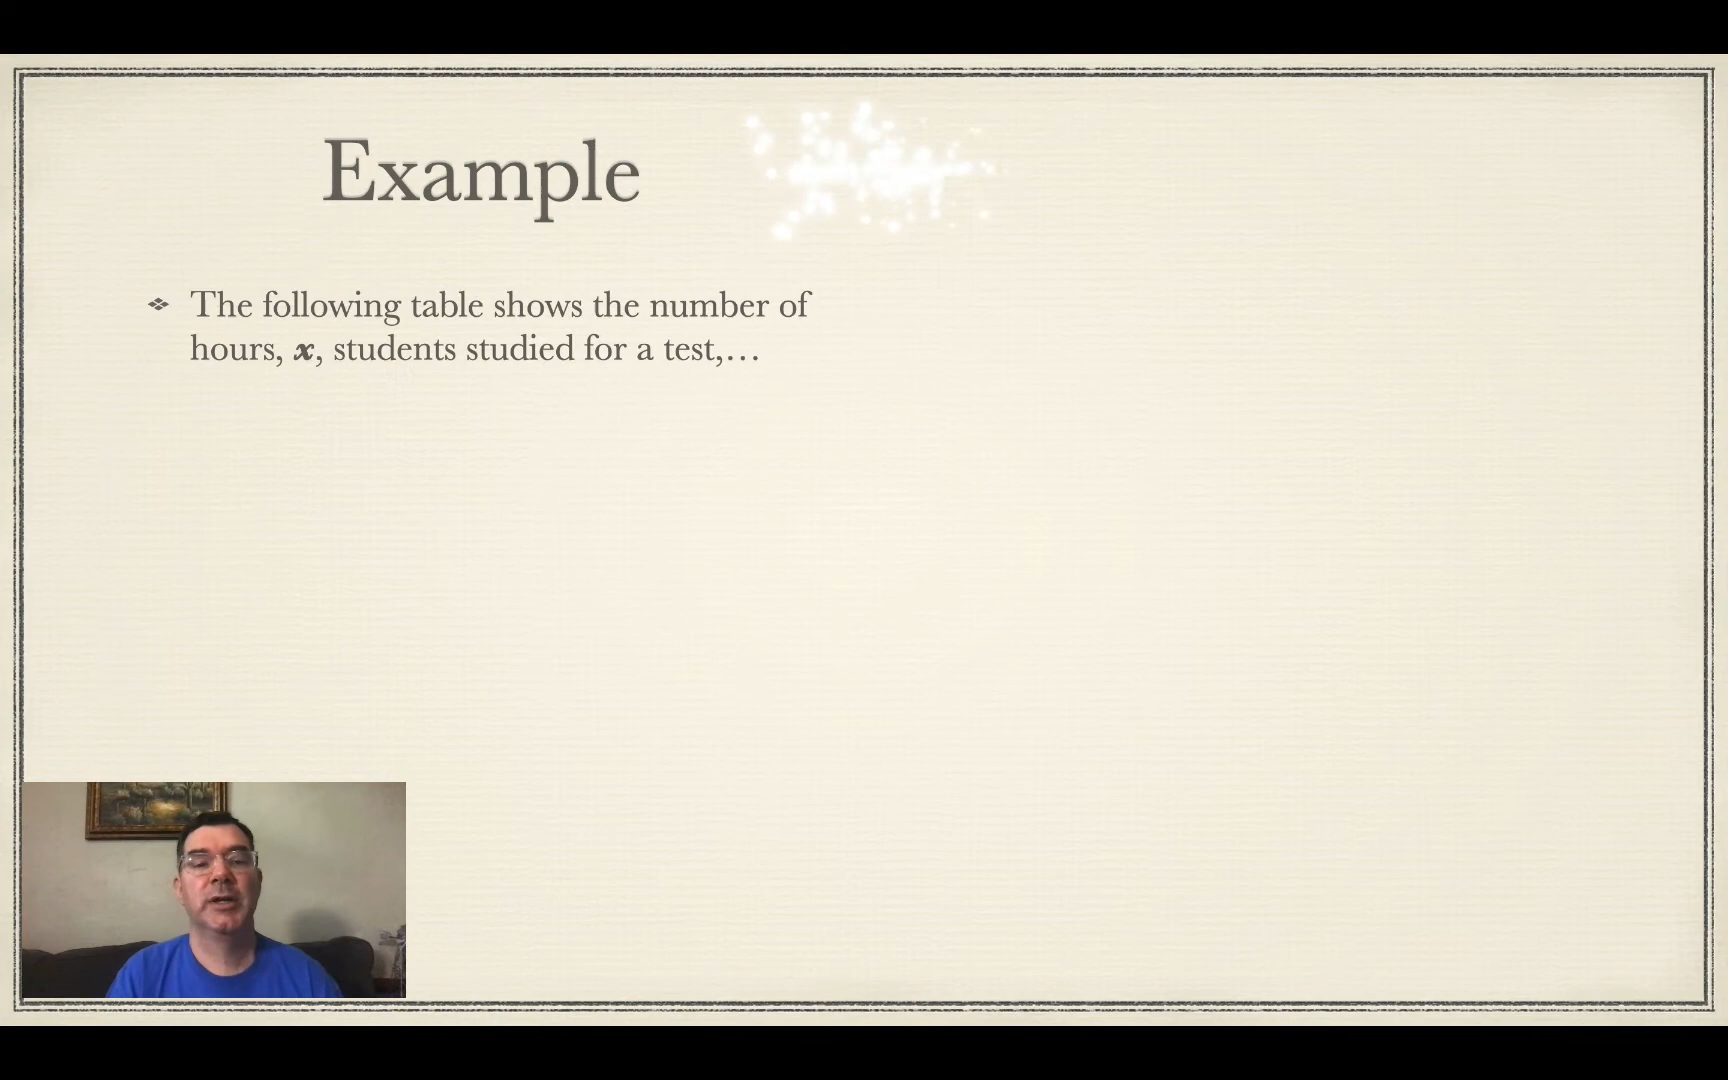 Example
The following table shows the number of
hours, x, students studied for a test,…